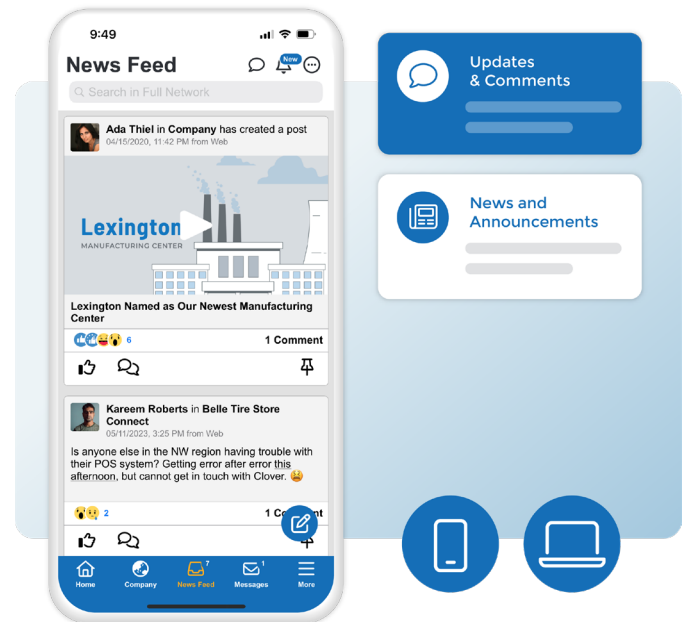 9:49
News Feed
New
Search in Full Network
Ada Thiel in Company has created a post
04/15/2020, 11:42 PM from Web
Lexington
MANUFACTURING CENTER
Lexington Named as Our Newest Manufacturing
Center
6
1 Comment
Kareem Roberts in Belle Tire Store
Connect
05/11/2023, 3:25 PM from Web
Is anyone else in the NW region having trouble with
their POS system? Getting error after error this
afternoon, but cannot get in touch with Clover. 😫
2
7
1
Home
Company
News Feed
Messages
More
Updates
& Comments
News and
Announcements